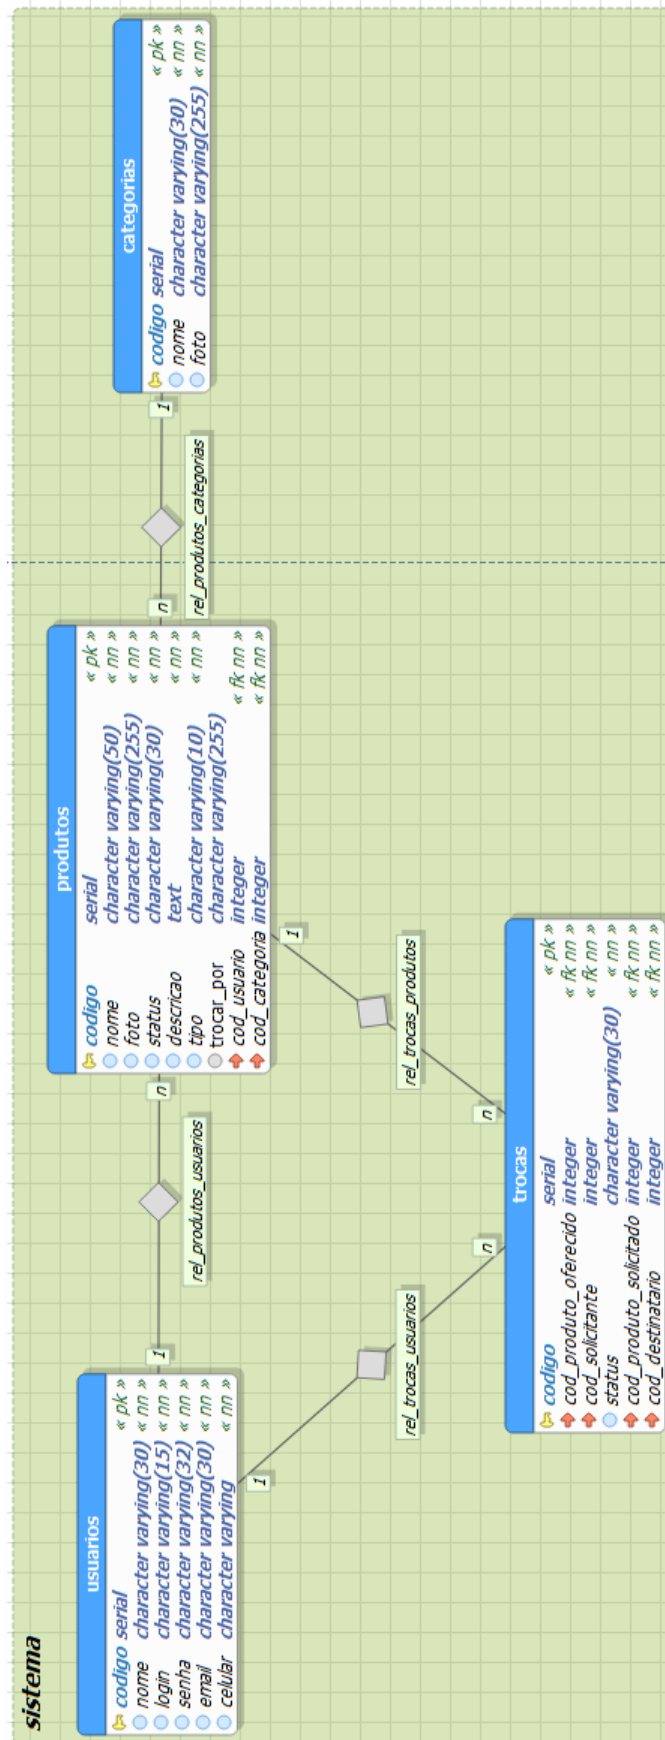 sistema
usuarios
codigo serial « pk »
nome character varying(30) « nn »
login character varying(15) « nn »
senha character varying(32) « nn »
email character varying(30) « nn »
celular character varying « nn »
1
rel_produtos_usuarios
n
produtos
codigo serial « pk »
nome character varying(50) « nn »
foto character varying(255) « nn »
status character varying(30) « nn »
descricao text « nn »
tipo character varying(10) « nn »
trocar_por character varying(255)
cod_usuario integer « fk nn »
cod_categoria integer « fk nn »
n
rel_produtos_categorias
1
categorias
codigo serial « pk »
nome character varying(30) « nn »
foto character varying(255) « nn »
1
rel_trocas_usuarios
n
1
rel_trocas_produtos
n
trocas
codigo serial « pk »
cod_produto_oferecido integer « fk nn »
cod_solicitante integer « fk nn »
status character varying(30) « nn »
cod_produto_solicitado integer « fk nn »
cod_destinatario integer « fk nn »